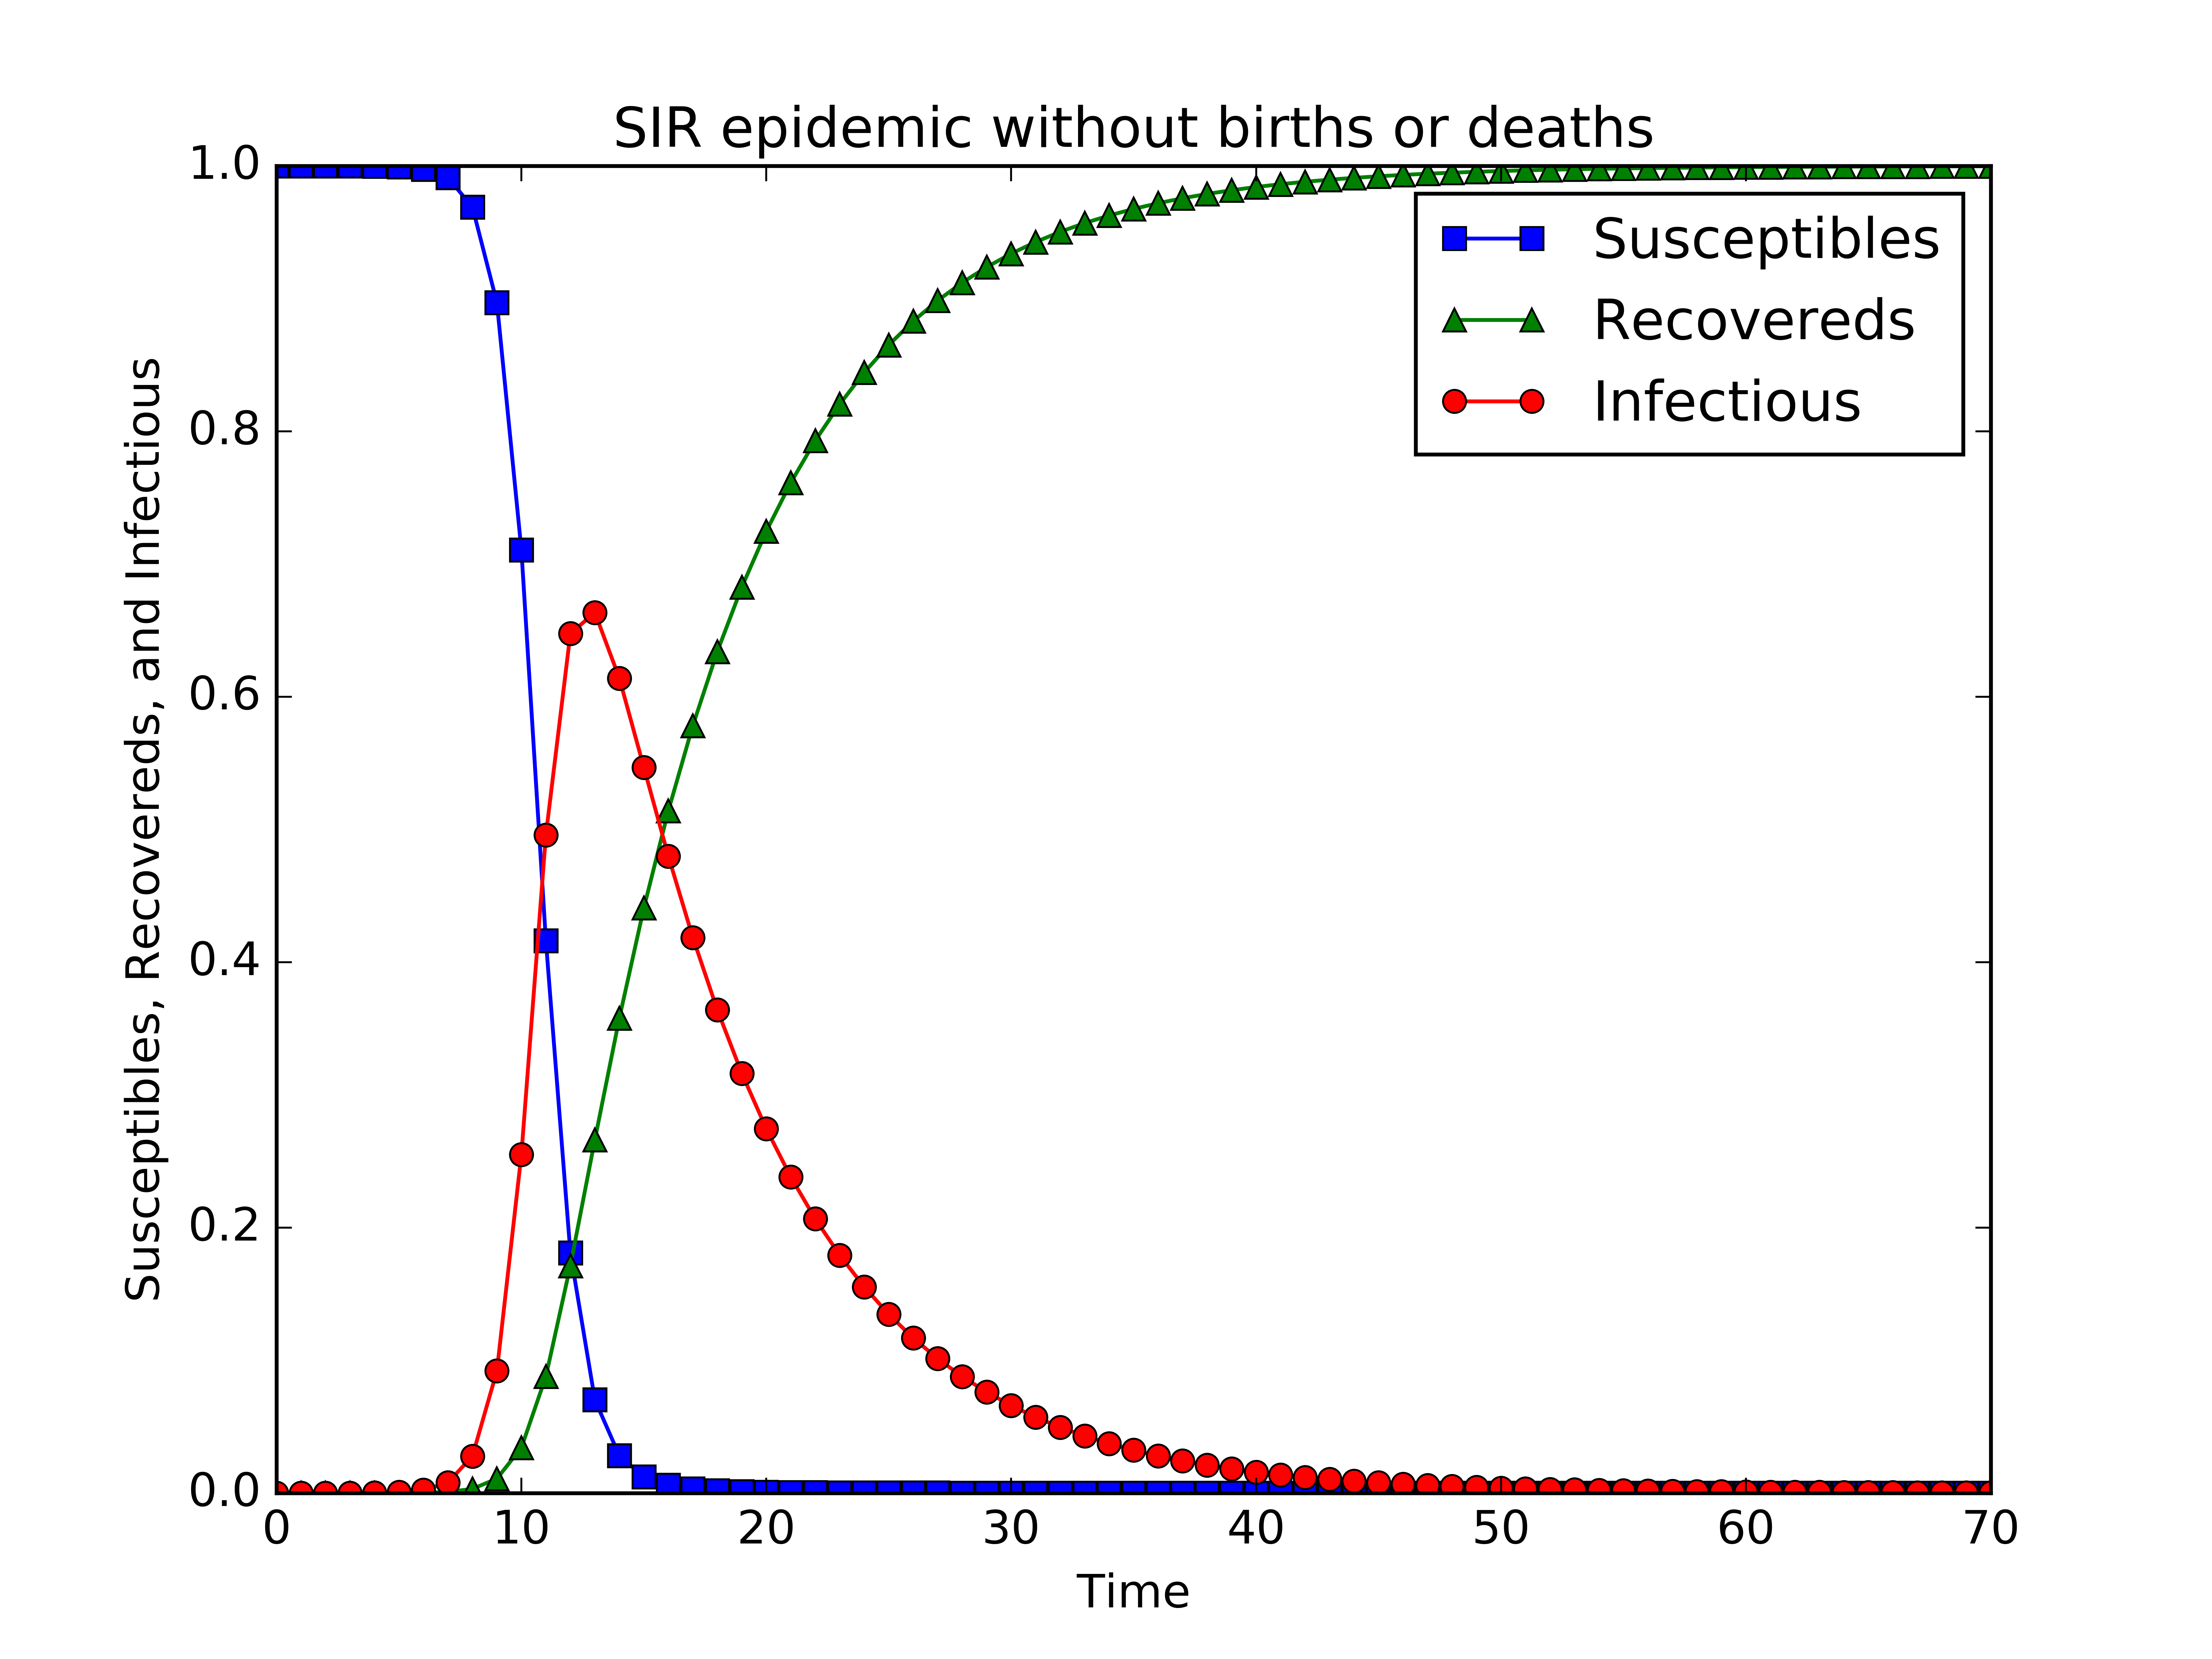 SIR epidemic without births or deaths
1.0
0.8
0.6
0.4
0.2
0.0
Susceptibles, Recovereds, and Infectious
Susceptibles
Recovereds
Infectious
0 10 20 30 40 50 60 70
Time